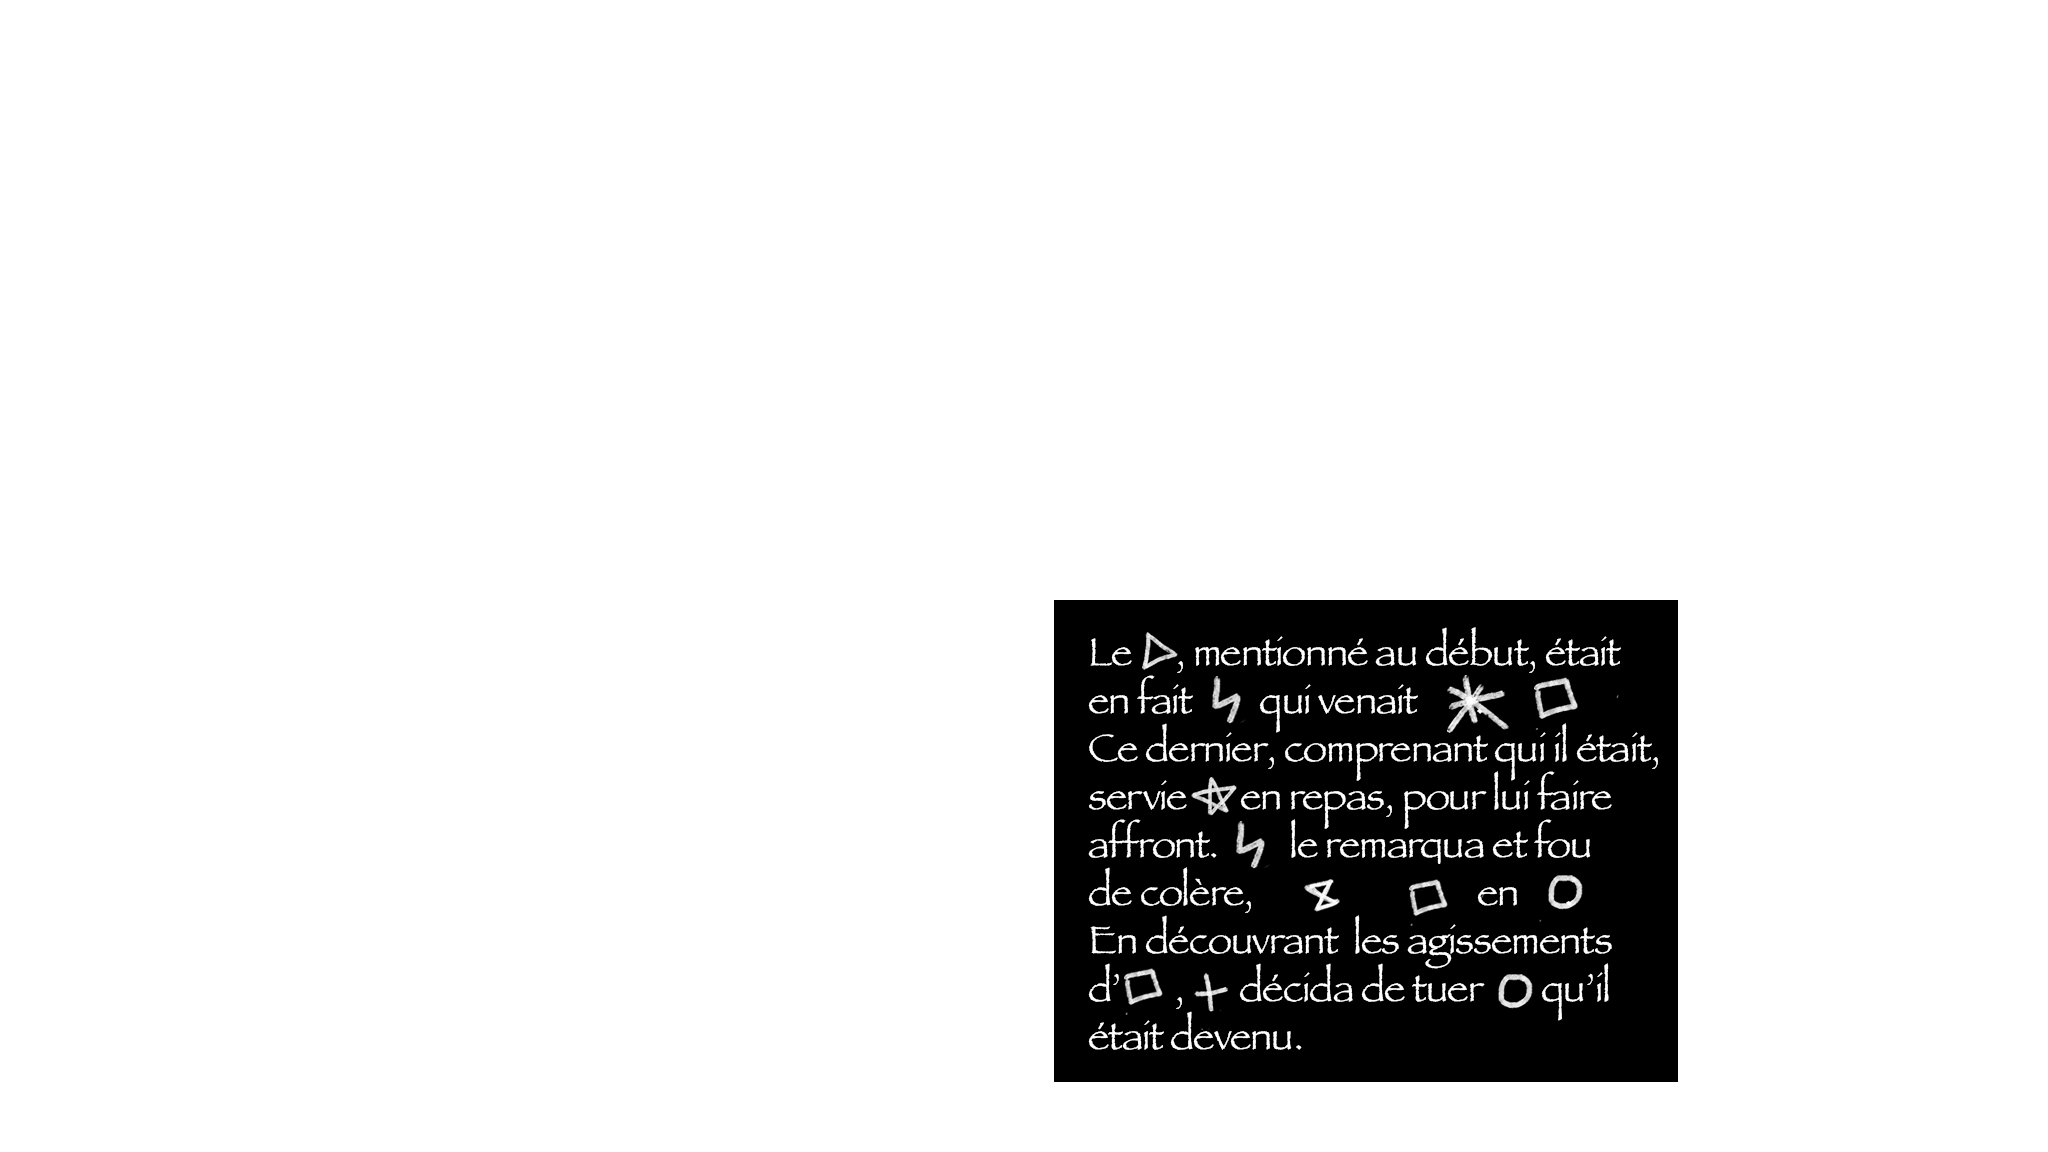 Le , mentionné au début, était
en fait qui venait
Ce dernier, comprenant qui il était,
servie en repas, pour lui faire
affront. le remarqua et fou
de colère, en
En découvrant les agissements
d' , décida de tuer qu'il
était devenu.